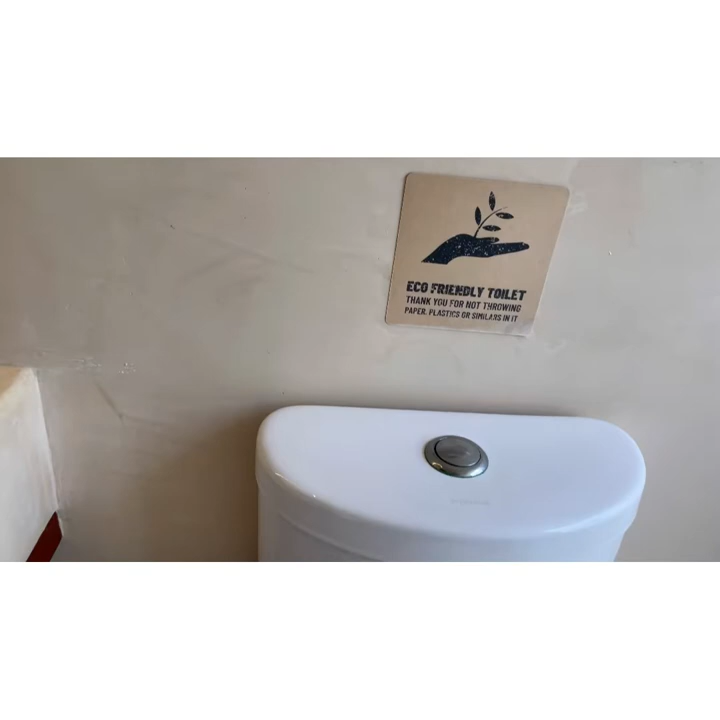 ECO FRIENDLY TOILET
THANK YOU FOR NOT THROWING
PAPER, PLASTICS OR SIMILARS IN IT